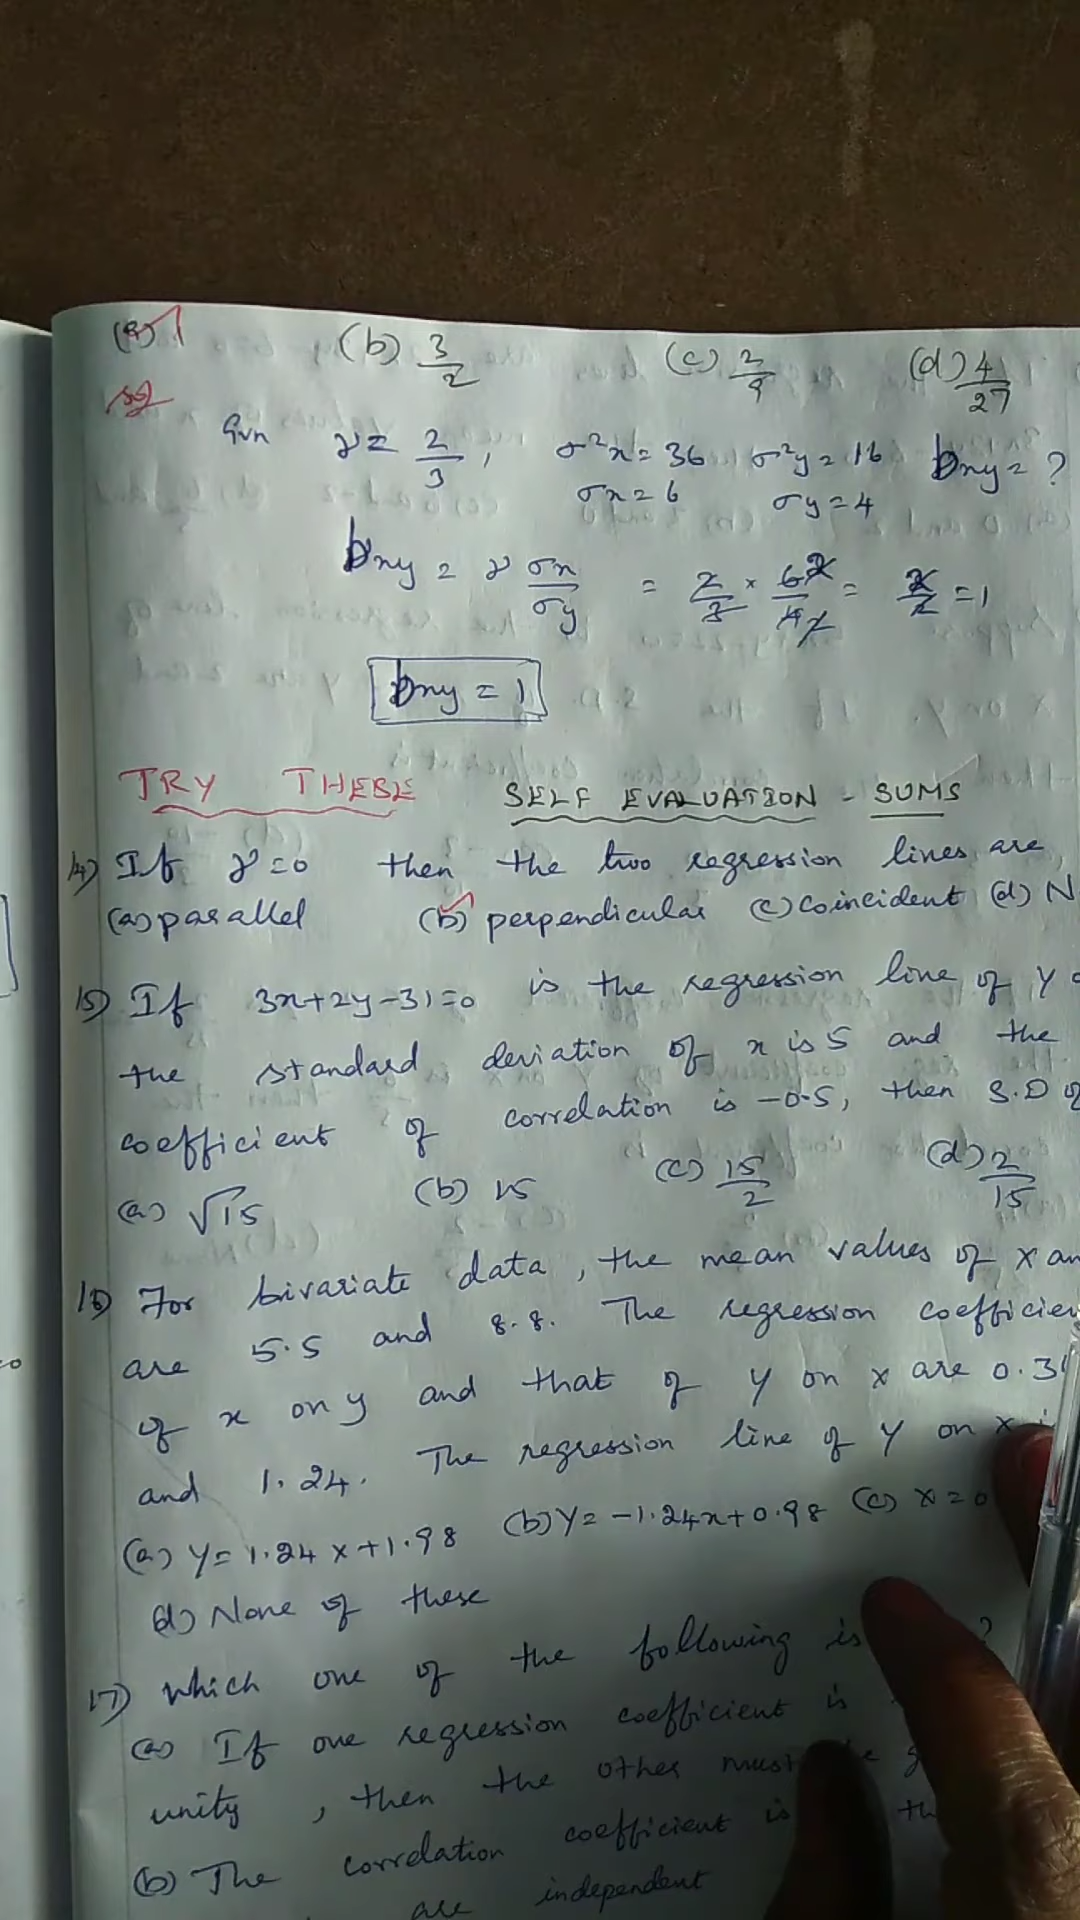 (a) 1 (b) 3/2 (c) 2/9 (d) 4/27
Sol
Gvn γ = 2/3, σ²x = 36 σ²y = 16 bxy = ?
σx = 6 σy = 4
bxy = γ σx/σy = 2/3 × 6/4 = 2/2 = 1
bxy = 1
TRY THESE SELF EVALUATION - SUMS
14) If γ = 0 then the two regression lines are
(a) parallel (b) perpendicular (c) coincident (d) N
15) If 3x+2y-31=0 is the regression line of y
the standard deviation of x is 5 and the
coefficient of correlation is -0.5, then S.D of
(a) √15 (b) 15 (c) 15/2 (d) 2/15
16) For bivariate data, the mean values of x an
are 5.5 and 8.8. The regression coefficien
of x on y and that of y on x are 0.3
and 1.24. The regression line of y on x
(a) y = 1.24x+1.98 (b) y = -1.24x+0.98 (c) x = 0
(d) None of these
17) which one of the following is ?
(a) If one regression coefficient is
unity, then the other must
(b) The correlation coefficient is
are independent